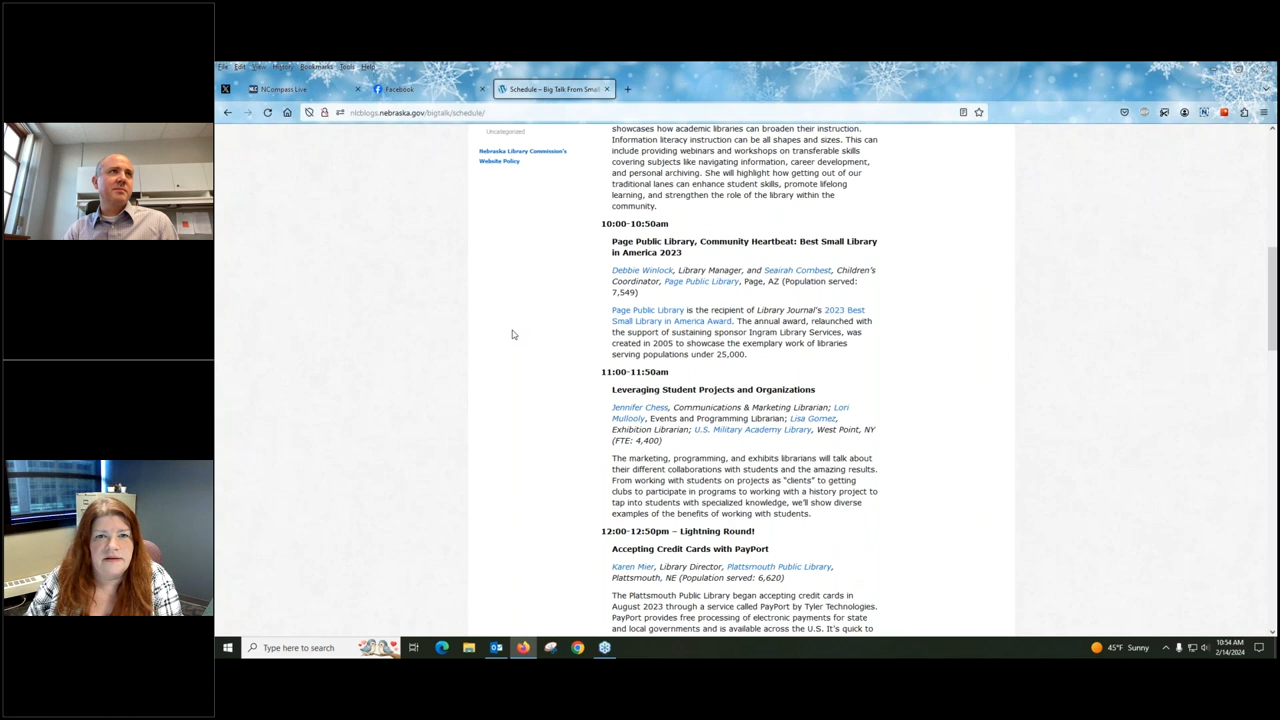 File Edit View History Bookmarks Tools Help
NCompass Live
Facebook
Schedule – Big Talk From Smal
nlcblogs.nebraska.gov/bigtalk/schedule/
Uncategorized
Nebraska Library Commission's
Website Policy
showcases how academic libraries can broaden their instruction.
Information literacy instruction can be all shapes and sizes. This can
include providing webinars and workshops on transferable skills
covering subjects like navigating information, career development,
and personal archiving. She will highlight how getting out of our
traditional lanes can enhance student skills, promote lifelong
learning, and strengthen the role of the library within the
community.
10:00-10:50am
Page Public Library, Community Heartbeat: Best Small Library
in America 2023
Debbie Winlock, Library Manager, and Seairah Combest, Children's
Coordinator, Page Public Library, Page, AZ (Population served:
7,549)
Page Public Library is the recipient of Library Journal's 2023 Best
Small Library in America Award. The annual award, relaunched with
the support of sustaining sponsor Ingram Library Services, was
created in 2005 to showcase the exemplary work of libraries
serving populations under 25,000.
11:00-11:50am
Leveraging Student Projects and Organizations
Jennifer Chess, Communications & Marketing Librarian; Lori
Mullooly, Events and Programming Librarian; Lisa Gomez,
Exhibition Librarian; U.S. Military Academy Library, West Point, NY
(FTE: 4,400)
The marketing, programming, and exhibits librarians will talk about
their different collaborations with students and the amazing results.
From working with students on projects as "clients" to getting
clubs to participate in programs to working with a history project to
tap into students with specialized knowledge, we'll show diverse
examples of the benefits of working with students.
12:00-12:50pm – Lightning Round!
Accepting Credit Cards with PayPort
Karen Mier, Library Director, Plattsmouth Public Library,
Plattsmouth, NE (Population served: 6,620)
The Plattsmouth Public Library began accepting credit cards in
August 2023 through a service called PayPort by Tyler Technologies.
PayPort provides free processing of electronic payments for state
and local governments and is available across the U.S. It's quick to
Type here to search
45°F Sunny
10:54 AM
2/14/2024